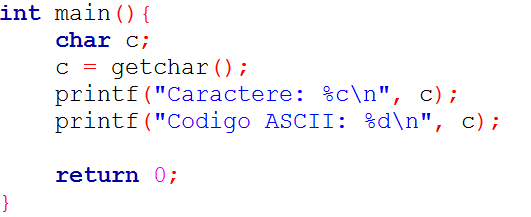 int main(){
    char c;
    c = getchar();
    printf("Caractere: %c\n", c);
    printf("Codigo ASCII: %d\n", c);
    return 0;
}